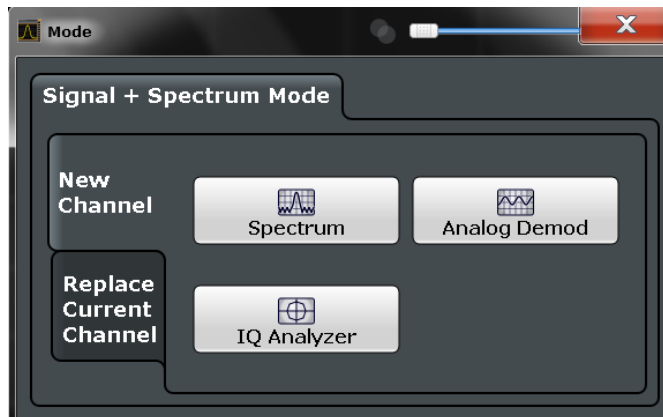 Mode
Signal + Spectrum Mode
New
Channel
Spectrum
Analog Demod
Replace
Current
Channel
IQ Analyzer